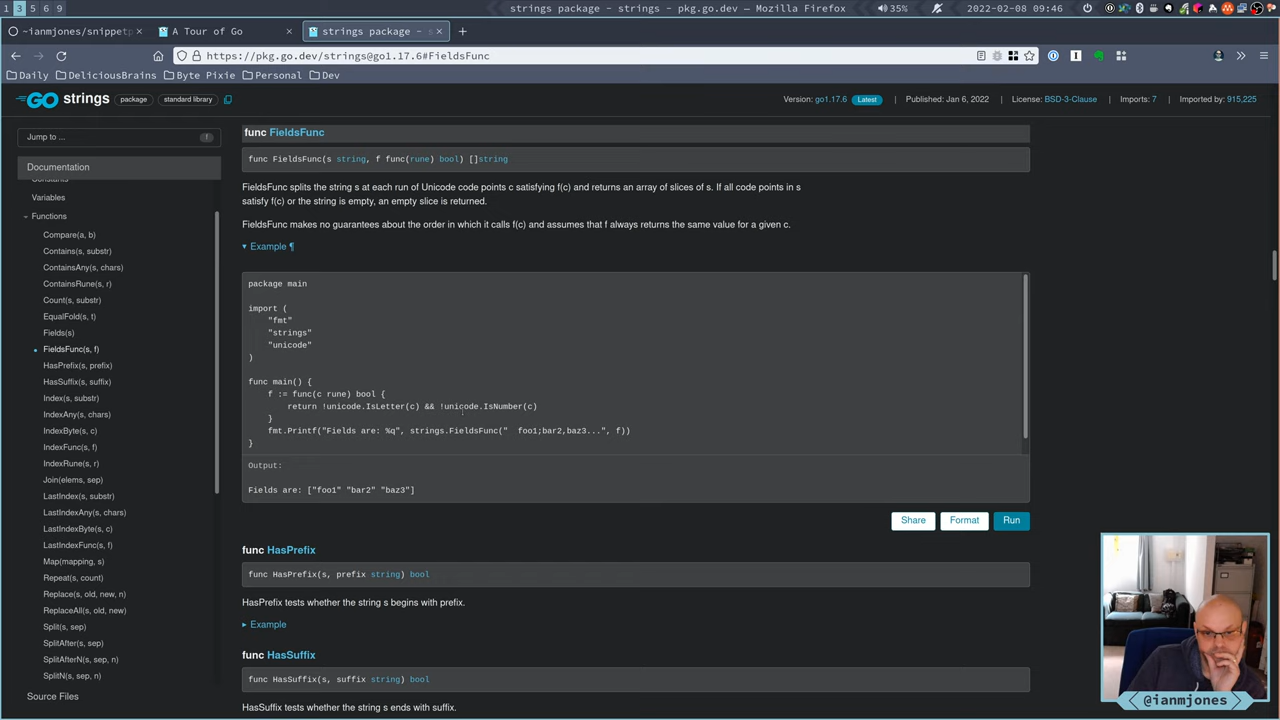 1 3 5 6 9
strings package - strings - pkg.go.dev — Mozilla Firefox
35%
2022-02-08 09:46
~ianmjones/snippetp
A Tour of Go
strings package - s
https://pkg.go.dev/strings@go1.17.6#FieldsFunc
Daily DeliciousBrains Byte Pixie Personal Dev
GO strings package standard library
Version: go1.17.6 Latest Published: Jan 6, 2022 License: BSD-3-Clause Imports: 7 Imported by: 915,225
Jump to ... f
Documentation
Constants
Variables
Functions
Compare(a, b)
Contains(s, substr)
ContainsAny(s, chars)
ContainsRune(s, r)
Count(s, substr)
EqualFold(s, t)
Fields(s)
FieldsFunc(s, f)
HasPrefix(s, prefix)
HasSuffix(s, suffix)
Index(s, substr)
IndexAny(s, chars)
IndexByte(s, c)
IndexFunc(s, f)
IndexRune(s, r)
Join(elems, sep)
LastIndex(s, substr)
LastIndexAny(s, chars)
LastIndexByte(s, c)
LastIndexFunc(s, f)
Map(mapping, s)
Repeat(s, count)
Replace(s, old, new, n)
ReplaceAll(s, old, new)
Split(s, sep)
SplitAfter(s, sep)
SplitAfterN(s, sep, n)
SplitN(s, sep, n)
Source Files
func FieldsFunc
func FieldsFunc(s string, f func(rune) bool) []string
FieldsFunc splits the string s at each run of Unicode code points c satisfying f(c) and returns an array of slices of s. If all code points in s
satisfy f(c) or the string is empty, an empty slice is returned.
FieldsFunc makes no guarantees about the order in which it calls f(c) and assumes that f always returns the same value for a given c.
▾ Example ¶
package main
import (
"fmt"
"strings"
"unicode"
)
func main() {
f := func(c rune) bool {
return !unicode.IsLetter(c) && !unicode.IsNumber(c)
}
fmt.Printf("Fields are: %q", strings.FieldsFunc("  foo1;bar2,baz3...", f))
}
Output:
Fields are: ["foo1" "bar2" "baz3"]
Share Format Run
func HasPrefix
func HasPrefix(s, prefix string) bool
HasPrefix tests whether the string s begins with prefix.
▸ Example
func HasSuffix
func HasSuffix(s, suffix string) bool
HasSuffix tests whether the string s ends with suffix.
@ianmjones